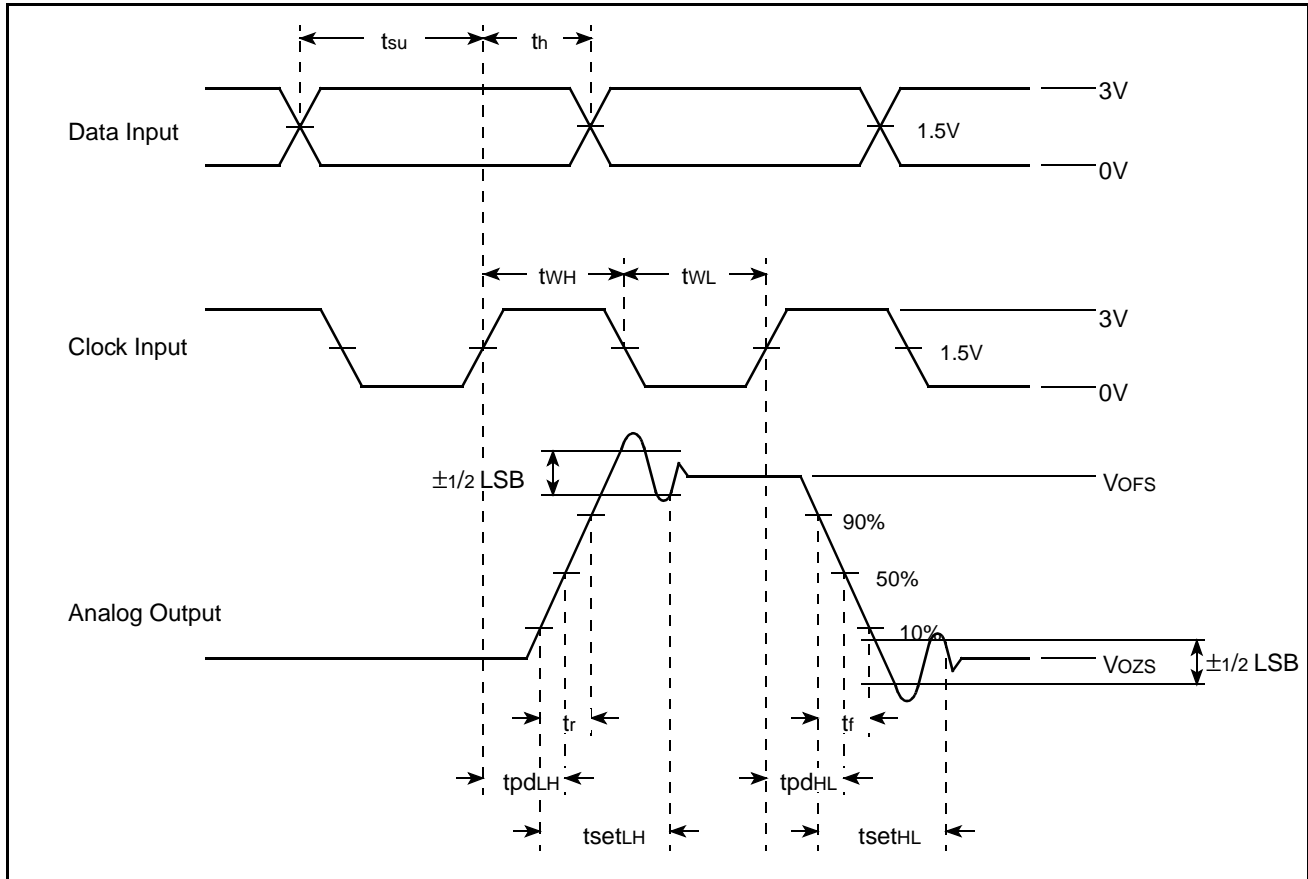 tsu
th
3V
Data Input
1.5V
0V
tWH
tWL
3V
Clock Input
1.5V
0V
±1/2 LSB
VOFS
90%
50%
Analog Output
10%
VOZS
±1/2 LSB
tr
tf
tpdLH
tpdHL
tsetLH
tsetHL